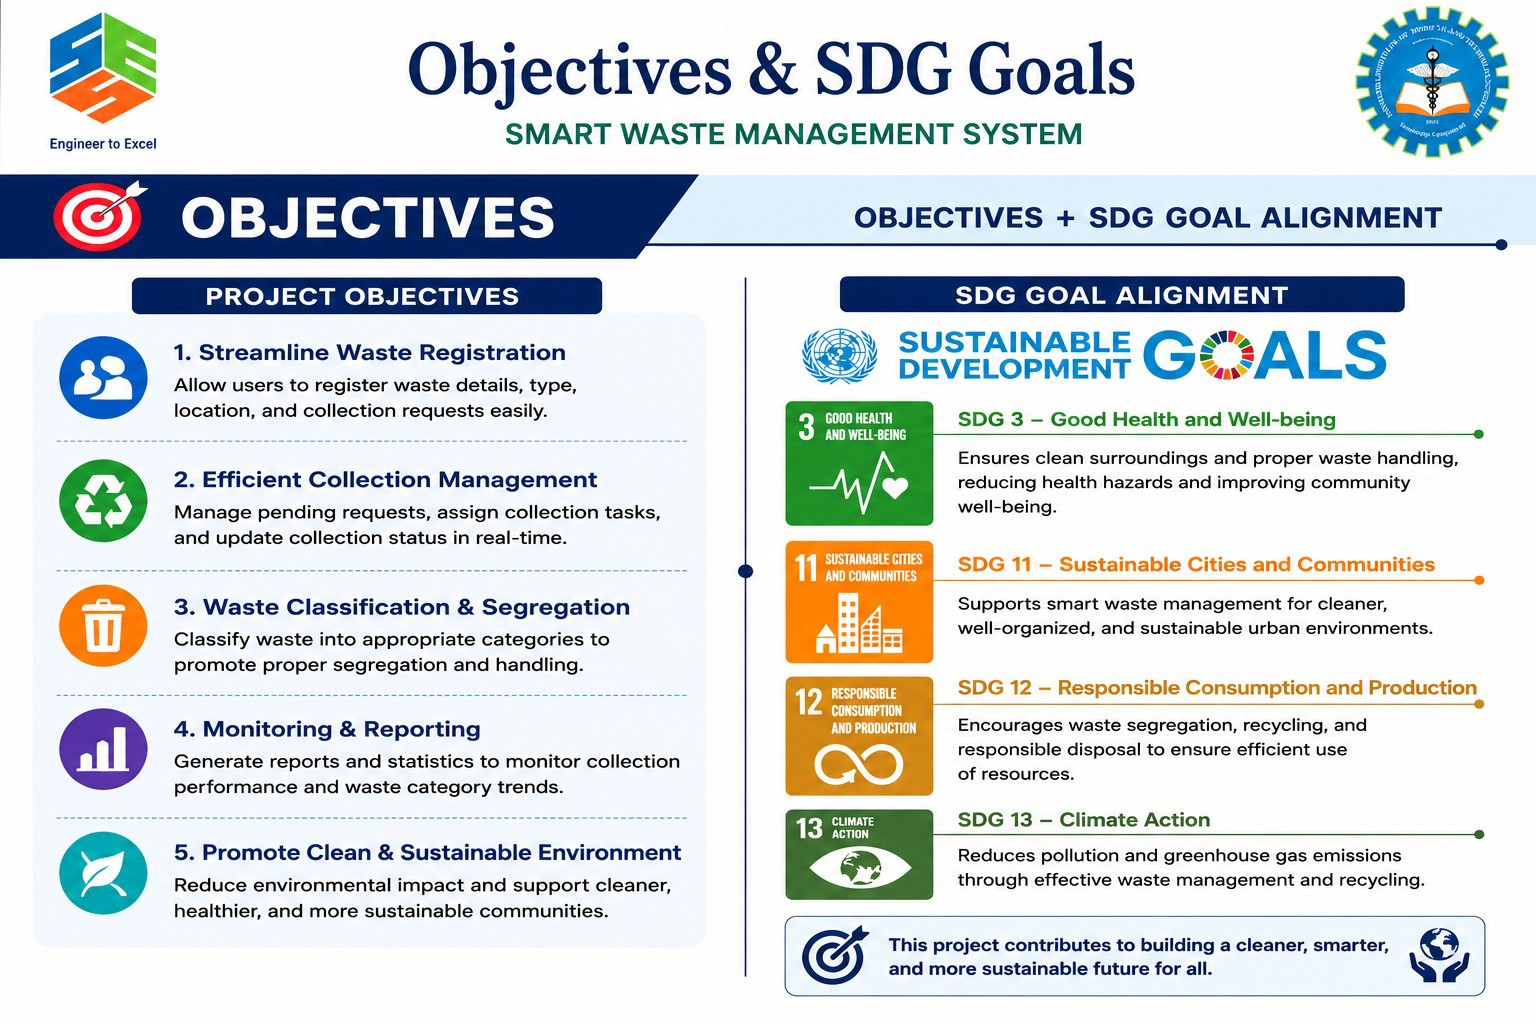 SES
Engineer to Excel
Objectives & SDG Goals
SMART WASTE MANAGEMENT SYSTEM
OBJECTIVES
OBJECTIVES + SDG GOAL ALIGNMENT
PROJECT OBJECTIVES
1. Streamline Waste Registration
Allow users to register waste details, type,
location, and collection requests easily.
2. Efficient Collection Management
Manage pending requests, assign collection tasks,
and update collection status in real-time.
3. Waste Classification & Segregation
Classify waste into appropriate categories to
promote proper segregation and handling.
4. Monitoring & Reporting
Generate reports and statistics to monitor collection
performance and waste category trends.
5. Promote Clean & Sustainable Environment
Reduce environmental impact and support cleaner,
healthier, and more sustainable communities.
SDG GOAL ALIGNMENT
SUSTAINABLE
DEVELOPMENT
GOALS
3 GOOD HEALTH
AND WELL-BEING
SDG 3 – Good Health and Well-being
Ensures clean surroundings and proper waste handling,
reducing health hazards and improving community
well-being.
11 SUSTAINABLE CITIES
AND COMMUNITIES
SDG 11 – Sustainable Cities and Communities
Supports smart waste management for cleaner,
well-organized, and sustainable urban environments.
12 RESPONSIBLE
CONSUMPTION
AND PRODUCTION
SDG 12 – Responsible Consumption and Production
Encourages waste segregation, recycling, and
responsible disposal to ensure efficient use
of resources.
13 CLIMATE
ACTION
SDG 13 – Climate Action
Reduces pollution and greenhouse gas emissions
through effective waste management and recycling.
This project contributes to building a cleaner, smarter,
and more sustainable future for all.